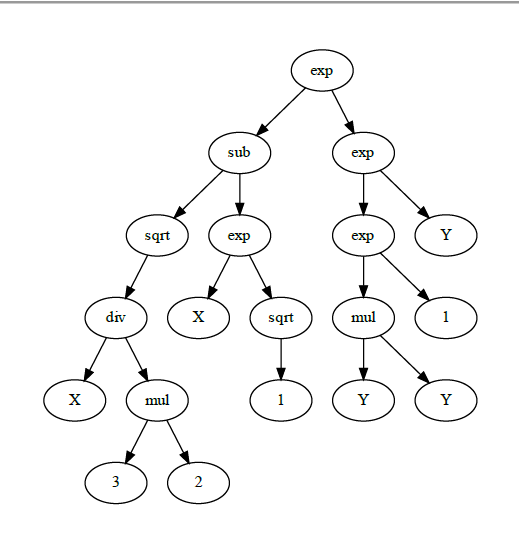 exp
sub exp
sqrt exp exp Y
div X sqrt mul 1
X mul 1 Y Y
3 2